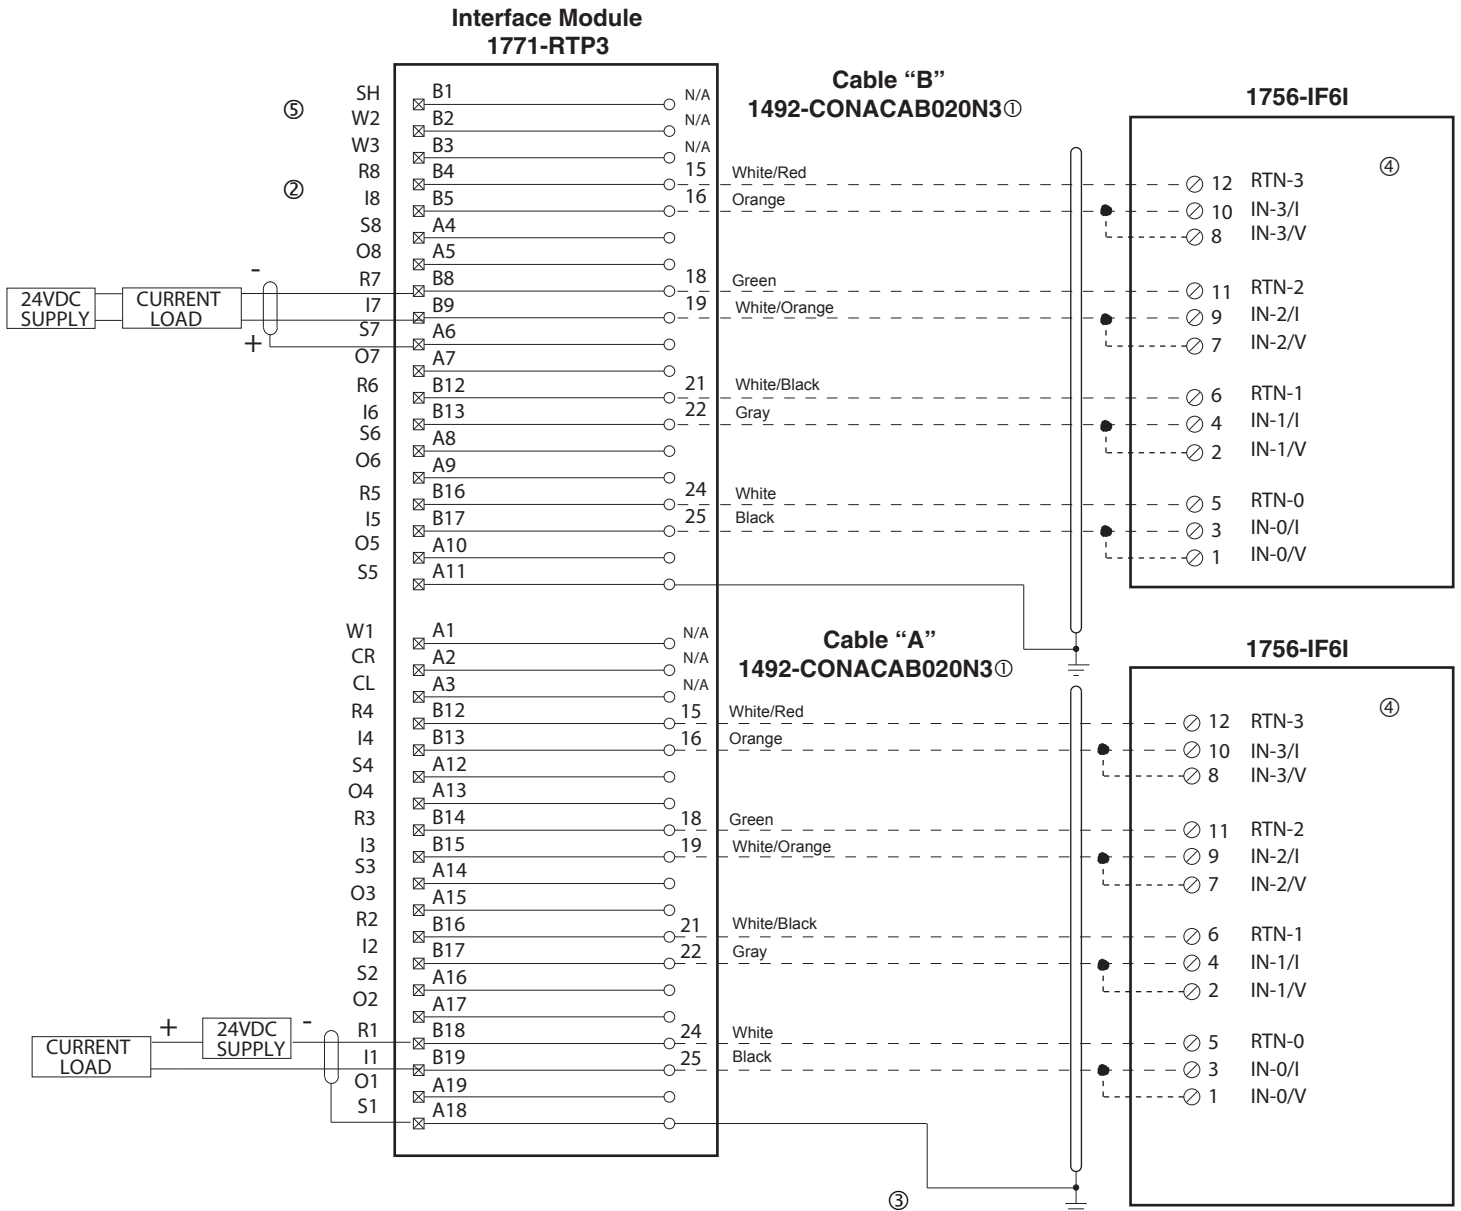 Interface Module
1771-RTP3
Cable “B”
1492-CONACAB020N3①
1756-IF6I
④
⑤
②
SH B1 N/A
W2 B2 N/A
W3 B3 N/A
R8 B4 15 White/Red 12 RTN-3
I8 B5 16 Orange 10 IN-3/I
S8 A4 8 IN-3/V
O8 A5
-
R7 B8 18 Green 11 RTN-2
24VDC SUPPLY
CURRENT LOAD
I7 B9 19 White/Orange 9 IN-2/I
S7 A6 7 IN-2/V
+
O7 A7
R6 B12 21 White/Black 6 RTN-1
I6 B13 22 Gray 4 IN-1/I
S6 A8 2 IN-1/V
O6 A9
R5 B16 24 White 5 RTN-0
I5 B17 25 Black 3 IN-0/I
O5 A10 1 IN-0/V
S5 A11
Cable “A”
1492-CONACAB020N3①
1756-IF6I
④
W1 A1 N/A
CR A2 N/A
CL A3 N/A
R4 B12 15 White/Red 12 RTN-3
I4 B13 16 Orange 10 IN-3/I
S4 A12 8 IN-3/V
O4 A13
R3 B14 18 Green 11 RTN-2
I3 B15 19 White/Orange 9 IN-2/I
S3 A14 7 IN-2/V
O3 A15
R2 B16 21 White/Black 6 RTN-1
I2 B17 22 Gray 4 IN-1/I
S2 A16 2 IN-1/V
O2 A17
+ 24VDC SUPPLY -
R1 B18 24 White 5 RTN-0
CURRENT LOAD
I1 B19 25 Black 3 IN-0/I
O1 A19 1 IN-0/V
S1 A18
③